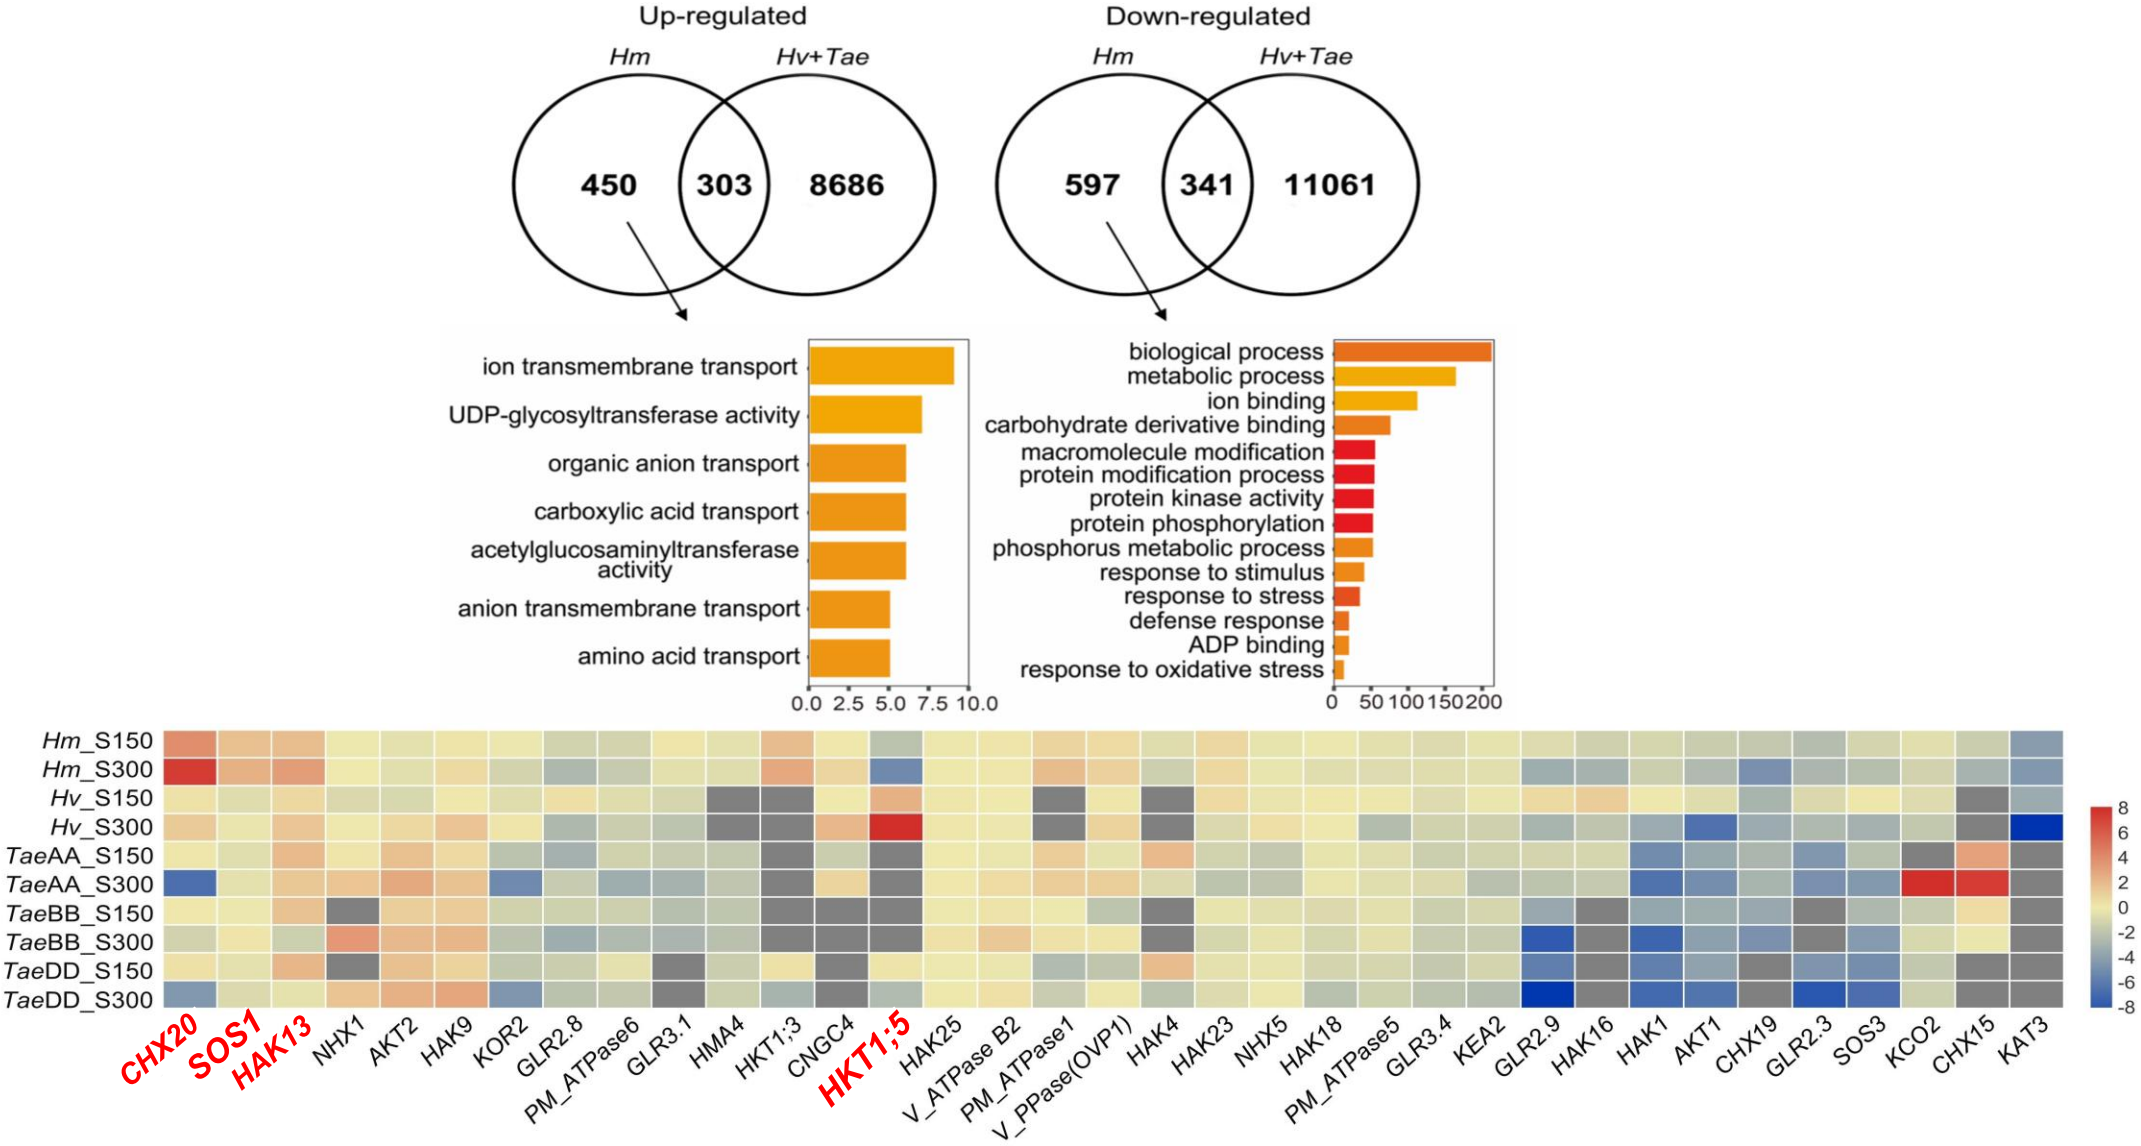 Up-regulated
Down-regulated
Hm
Hv+Tae
Hm
Hv+Tae
450
303
8686
597
341
11061
ion transmembrane transport
UDP-glycosyltransferase activity
organic anion transport
carboxylic acid transport
acetylglucosaminyltransferase
activity
anion transmembrane transport
amino acid transport
0.0 2.5 5.0 7.5 10.0
biological process
metabolic process
ion binding
carbohydrate derivative binding
macromolecule modification
protein modification process
protein kinase activity
protein phosphorylation
phosphorus metabolic process
response to stimulus
response to stress
defense response
ADP binding
response to oxidative stress
0 50 100 150 200
Hm_S150
Hm_S300
Hv_S150
Hv_S300
TaeAA_S150
TaeAA_S300
TaeBB_S150
TaeBB_S300
TaeDD_S150
TaeDD_S300
CHX20
SOS1
HAK13
NHX1
AKT2
HAK9
KOR2
GLR2.8
PM_ATPase6
GLR3.1
HMA4
HKT1;3
CNGC4
HKT1;5
HAK25
V_ATPase B2
PM_ATPase1
V_PPase(OVP1)
HAK4
HAK23
NHX5
HAK18
PM_ATPase5
GLR3.4
KEA2
GLR2.9
HAK16
HAK1
AKT1
CHX19
GLR2.3
SOS3
KCO2
CHX15
KAT3
8
6
4
2
0
-2
-4
-6
-8